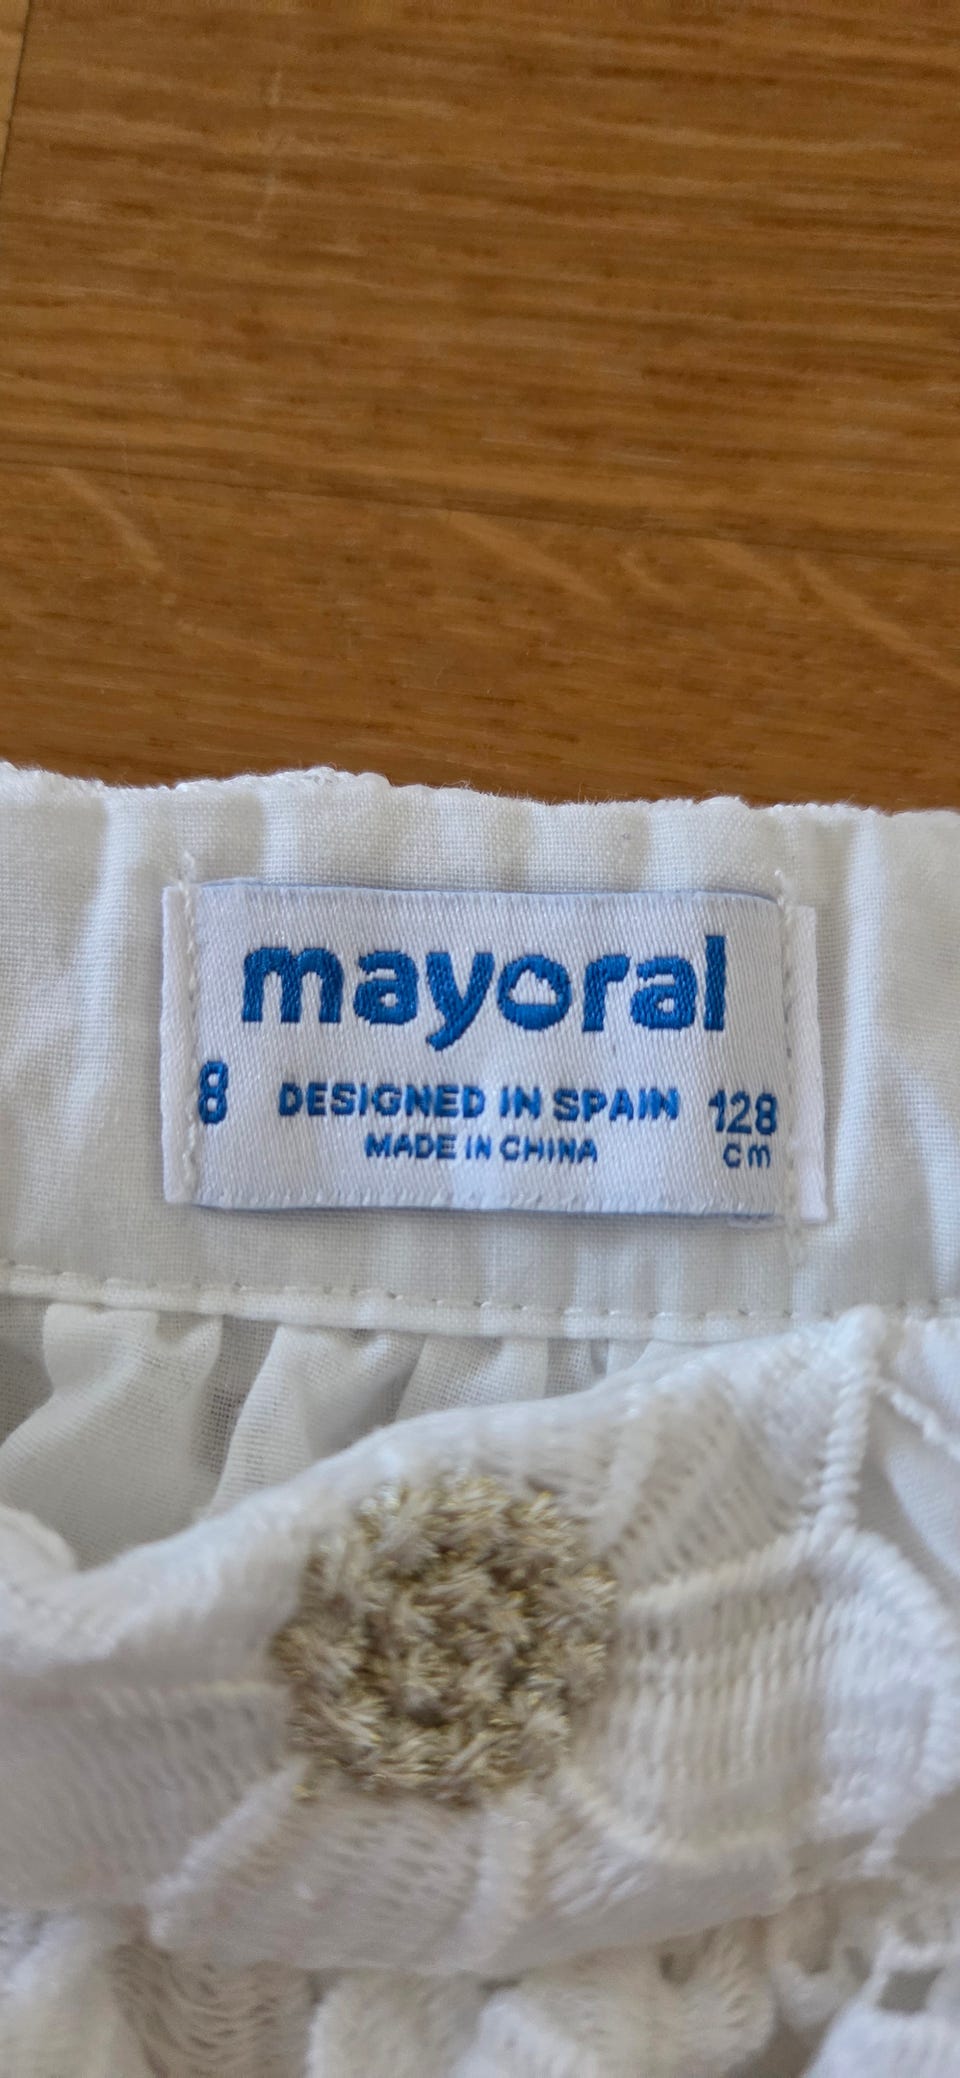 mayoral
8 DESIGNED IN SPAIN 128
MADE IN CHINA cm